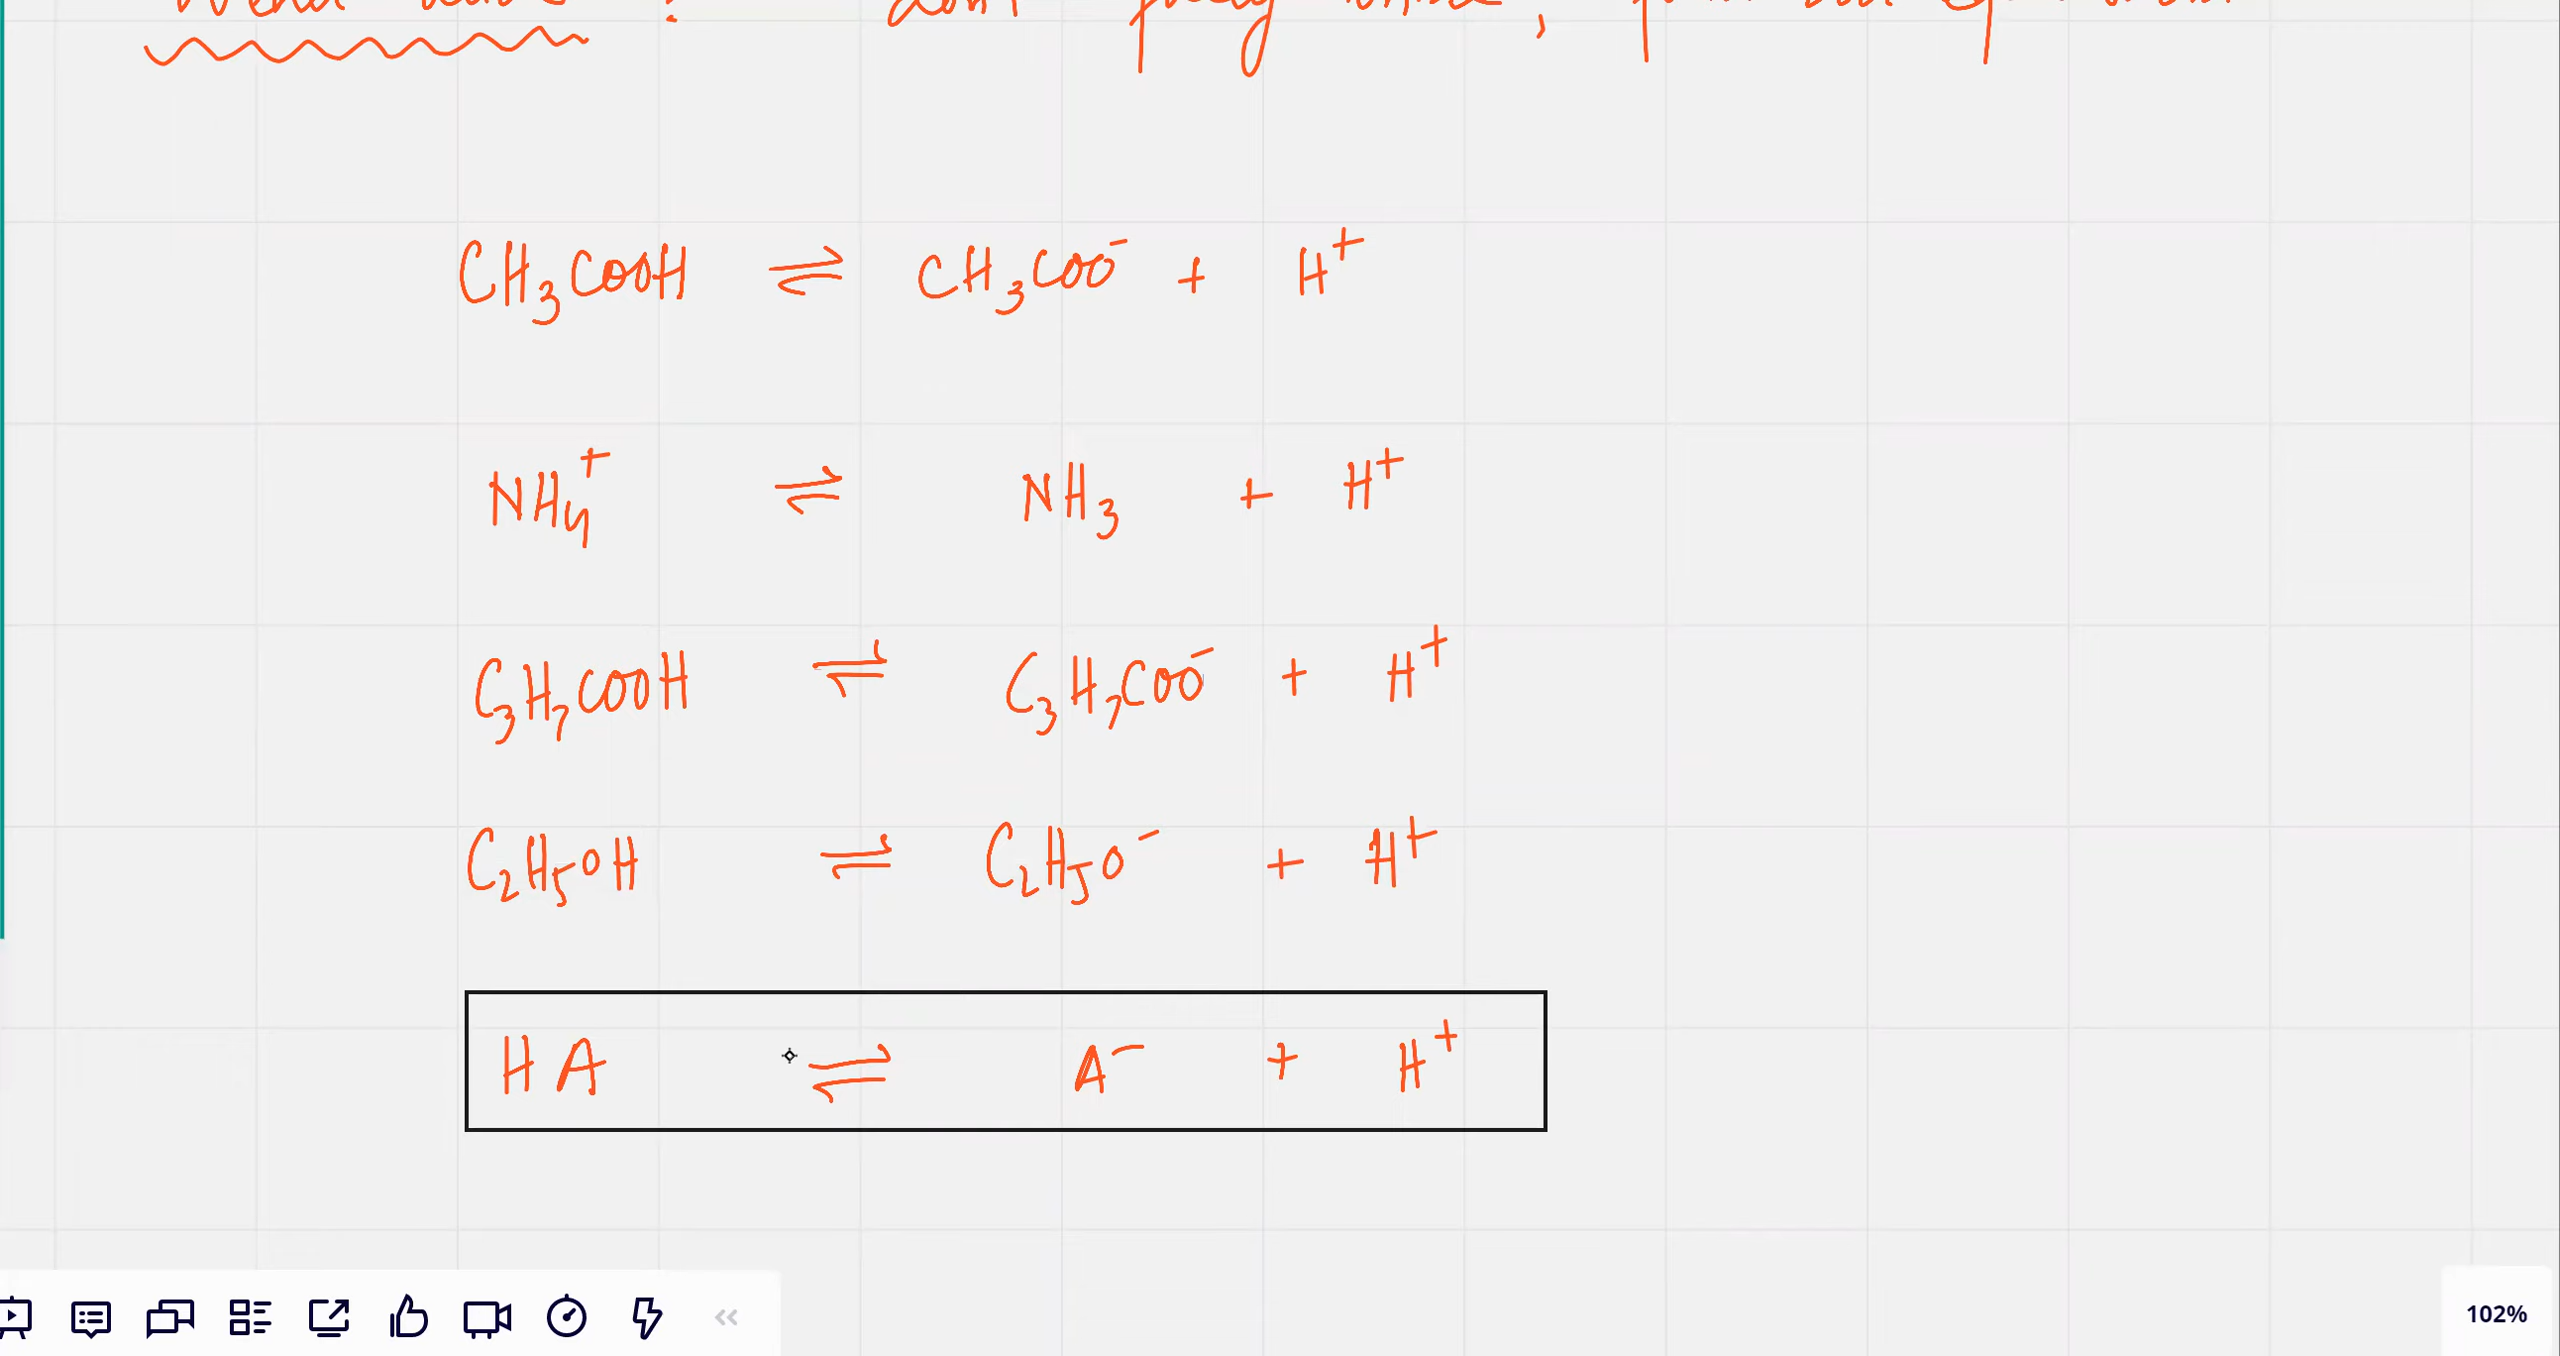 CH₃COOH ⇌ CH₃COO⁻ + H⁺
NH₄⁺ ⇌ NH₃ + H⁺
C₃H₇COOH ⇌ C₃H₇COO⁻ + H⁺
C₂H₅OH ⇌ C₂H₅O⁻ + H⁺
HA ⇌ A⁻ + H⁺
102%